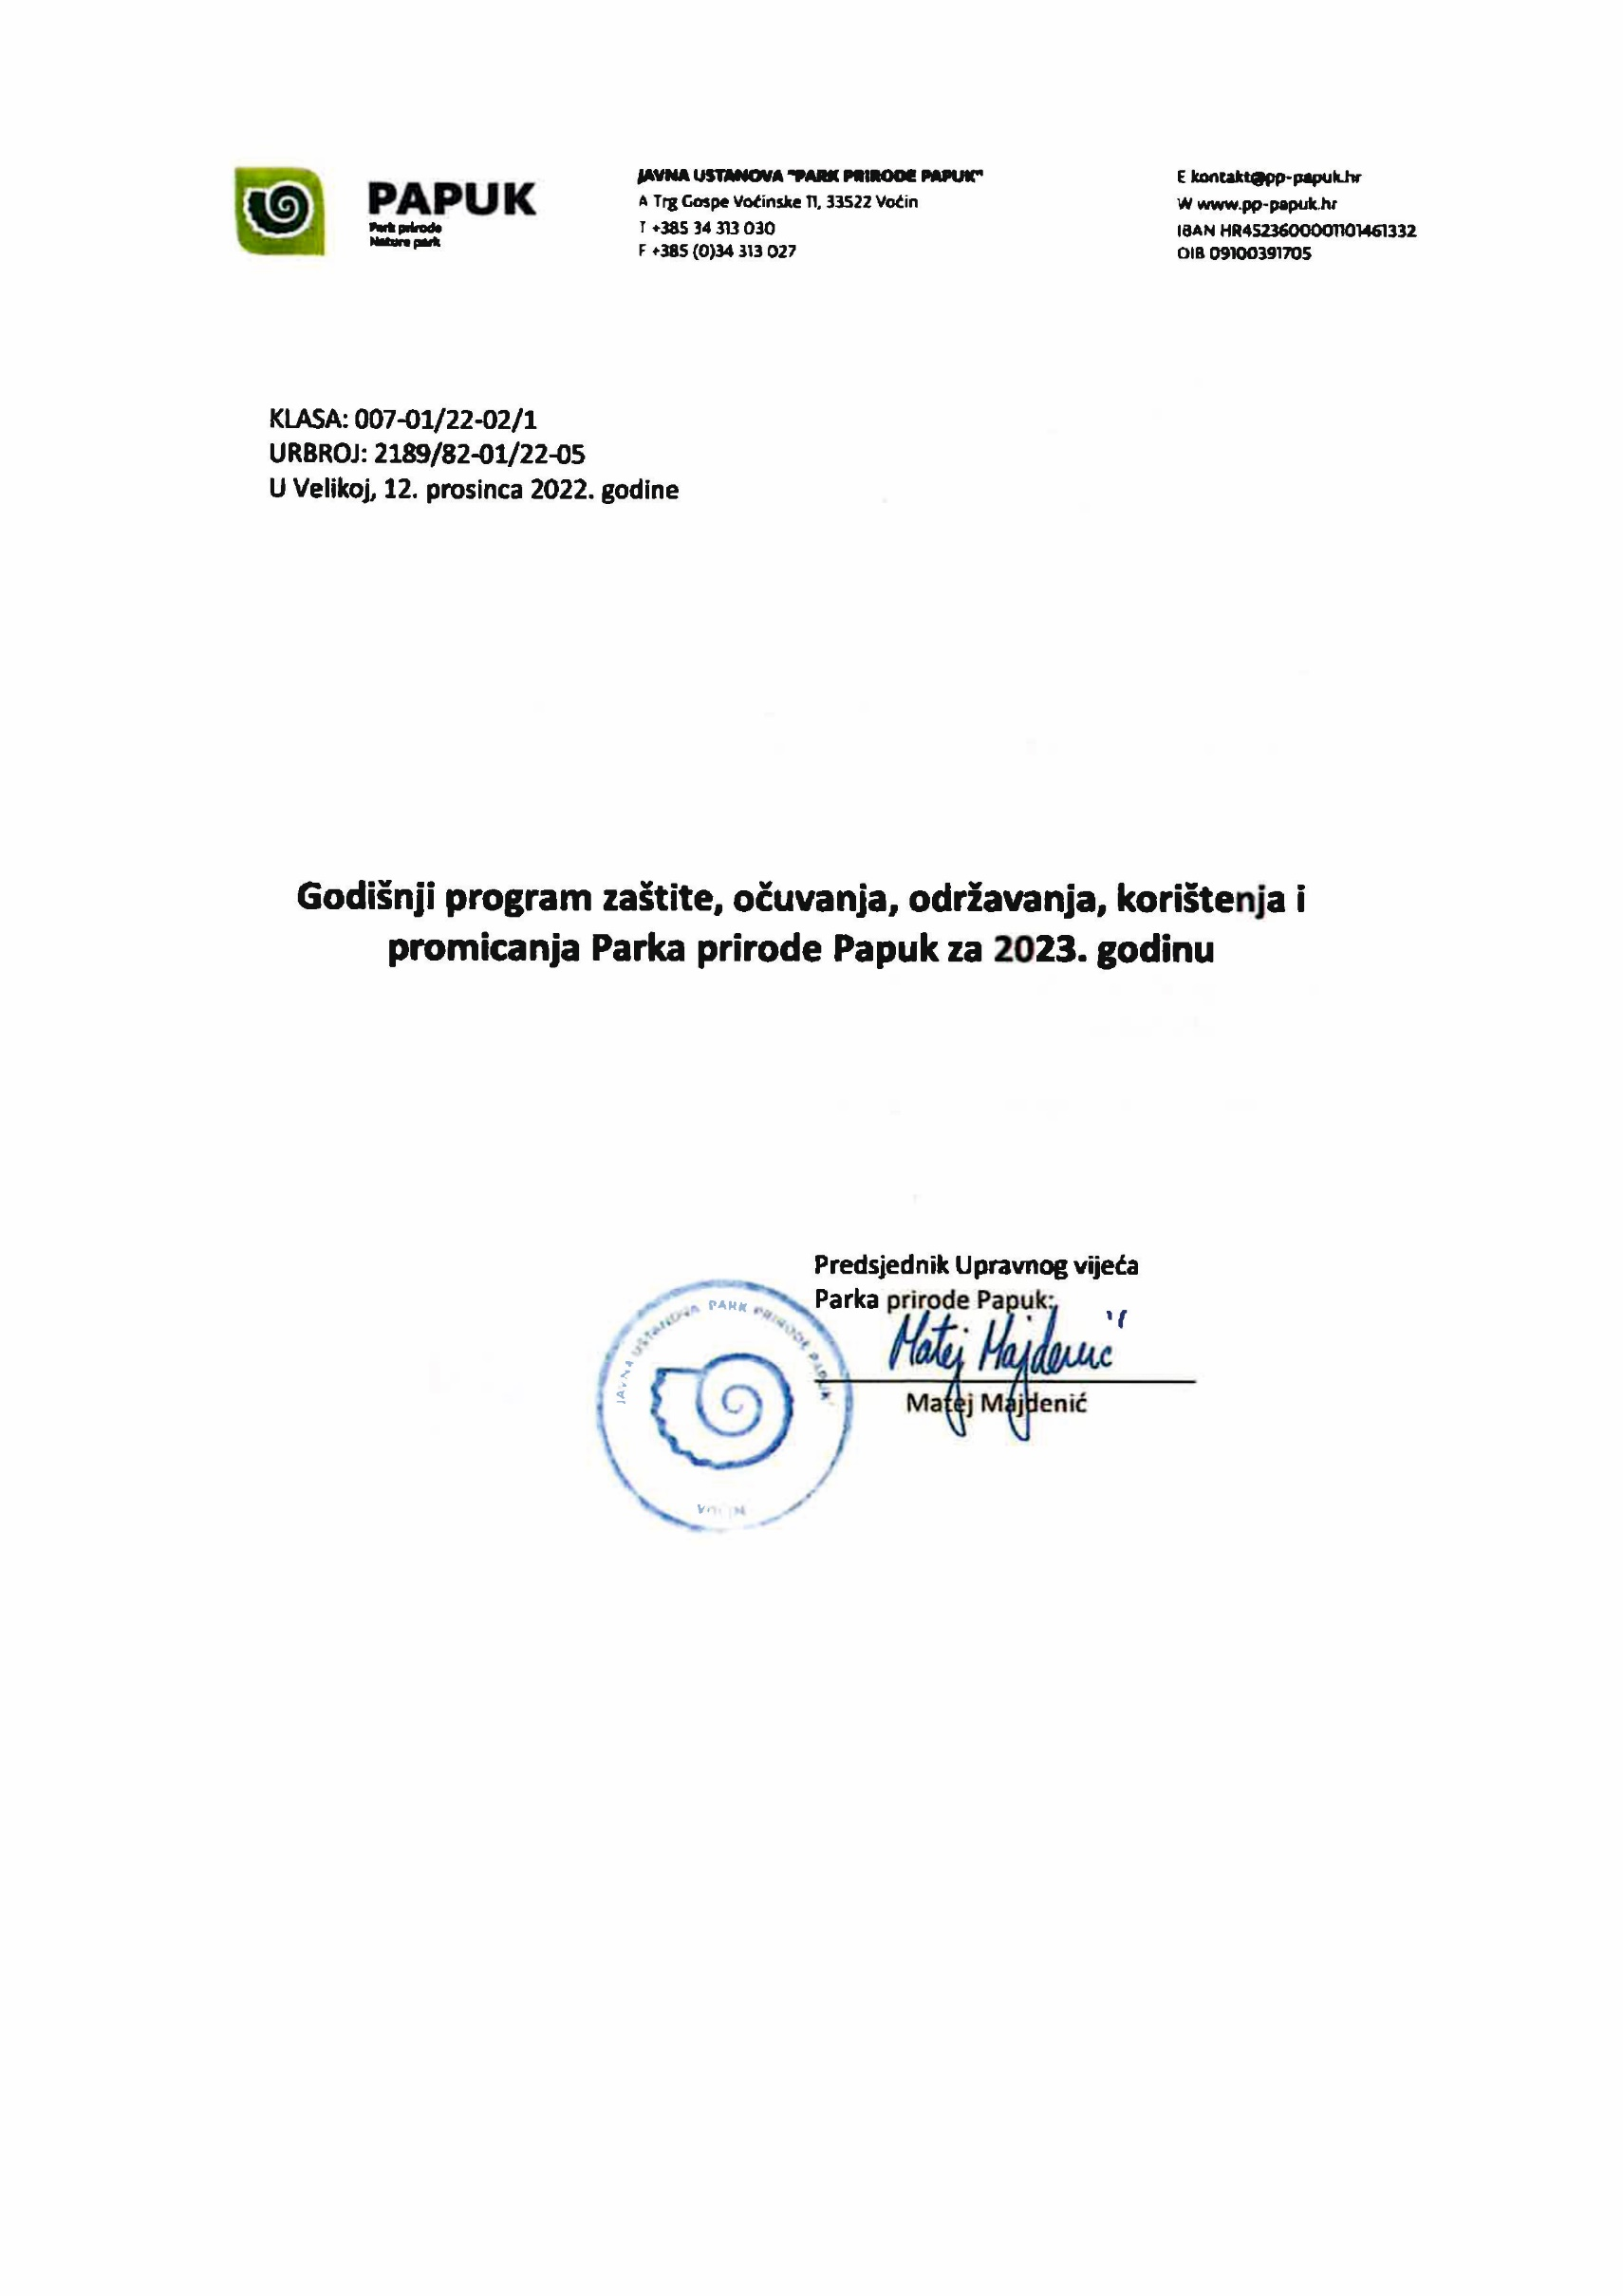 PAPUK
Park prirode
Nature park
JAVNA USTANOVA "PARK PRIRODE PAPUK"
A Trg Gospe Voćinske 11, 33522 Voćin
T +385 34 313 030
F +385 (0)34 313 027
E kontakt@pp-papuk.hr
W www.pp-papuk.hr
IBAN HR4523600001101461332
OIB 09100391705
KLASA: 007-01/22-02/1
URBROJ: 2189/82-01/22-05
U Velikoj, 12. prosinca 2022. godine
Godišnji program zaštite, očuvanja, održavanja, korištenja i
promicanja Parka prirode Papuk za 2023. godinu
Predsjednik Upravnog vijeća
Parka prirode Papuk:
Matej Majdenić
Matej Majdenić
JAVNA USTANOVA PARK PRIRODE PAPUK
VOĆIN